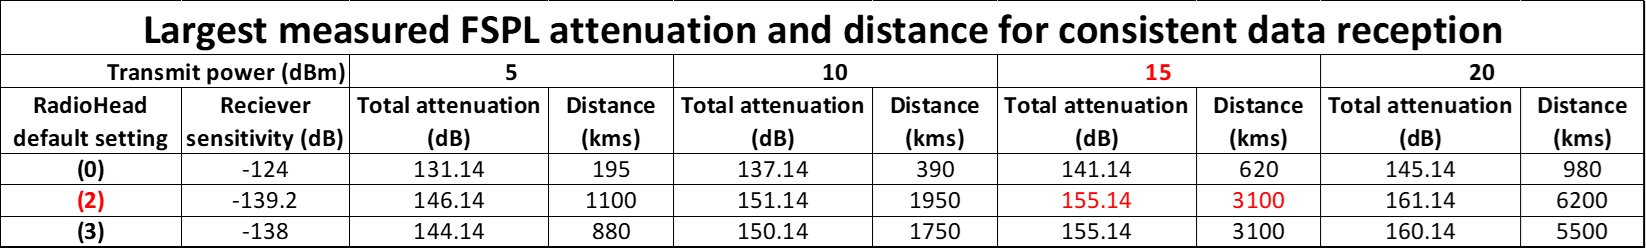 Largest measured FSPL attenuation and distance for consistent data reception
Transmit power (dBm) 5 10 15 20
RadioHead Reciever Total attenuation Distance Total attenuation Distance Total attenuation Distance Total attenuation Distance
default setting sensitivity (dB) (dB) (kms) (dB) (kms) (dB) (kms) (dB) (kms)
(0) -124 131.14 195 137.14 390 141.14 620 145.14 980
(2) -139.2 146.14 1100 151.14 1950 155.14 3100 161.14 6200
(3) -138 144.14 880 150.14 1750 155.14 3100 160.14 5500